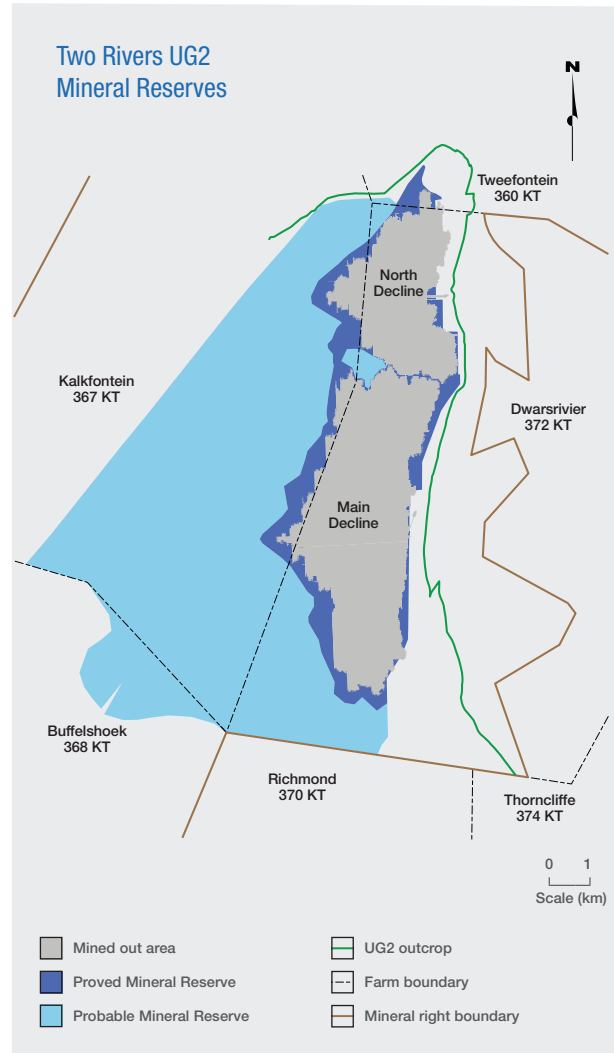 Two Rivers UG2
Mineral Reserves
N
Tweefontein
360 KT
North
Decline
Kalkfontein
367 KT
Dwarsrivier
372 KT
Main
Decline
Buffelshoek
368 KT
Richmond
370 KT
Thorncliffe
374 KT
0 1
Scale (km)
Mined out area
UG2 outcrop
Proved Mineral Reserve
Farm boundary
Probable Mineral Reserve
Mineral right boundary